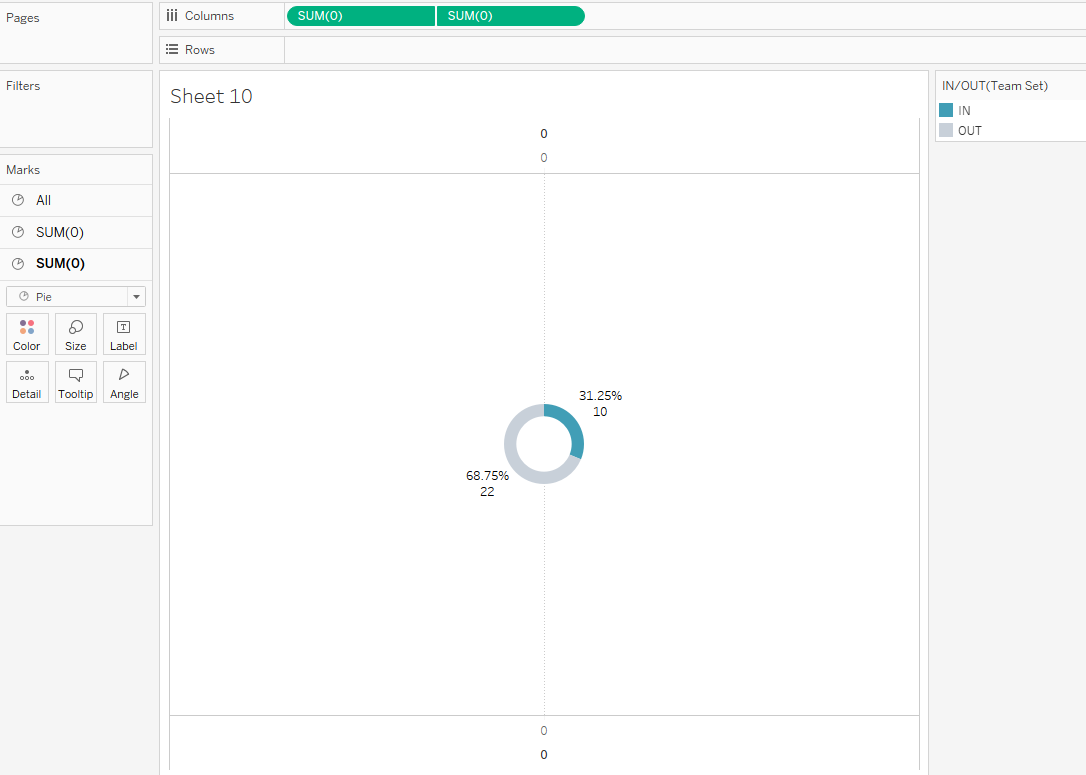 Pages
Columns
SUM(0) SUM(0)
Rows
Filters
Marks
All
SUM(0)
SUM(0)
Pie
Color Size Label
Detail Tooltip Angle
Sheet 10
0
0
31.25%
10
68.75%
22
0
0
IN/OUT(Team Set)
IN
OUT